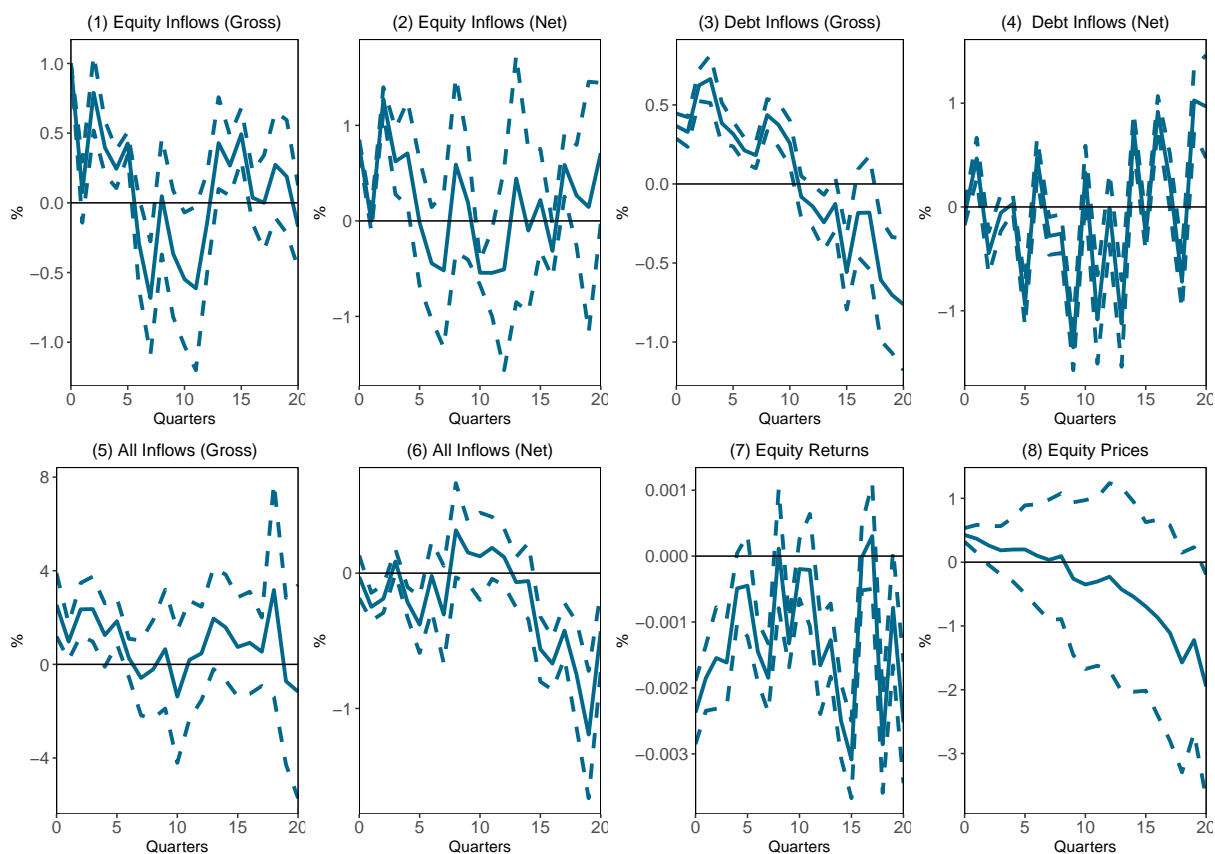 (1) Equity Inflows (Gross)
(2) Equity Inflows (Net)
(3) Debt Inflows (Gross)
(4) Debt Inflows (Net)
1.0
0.5
0.0
−0.5
−1.0
%
0 5 10 15 20
Quarters
1
0
−1
%
0 5 10 15 20
Quarters
0.5
0.0
−0.5
−1.0
%
0 5 10 15 20
Quarters
1
0
−1
%
0 5 10 15 20
Quarters
(5) All Inflows (Gross)
(6) All Inflows (Net)
(7) Equity Returns
(8) Equity Prices
8
4
0
−4
%
0 5 10 15 20
Quarters
0
−1
%
0 5 10 15 20
Quarters
0.001
0.000
−0.001
−0.002
−0.003
%
0 5 10 15 20
Quarters
1
0
−1
−2
−3
%
0 5 10 15 20
Quarters